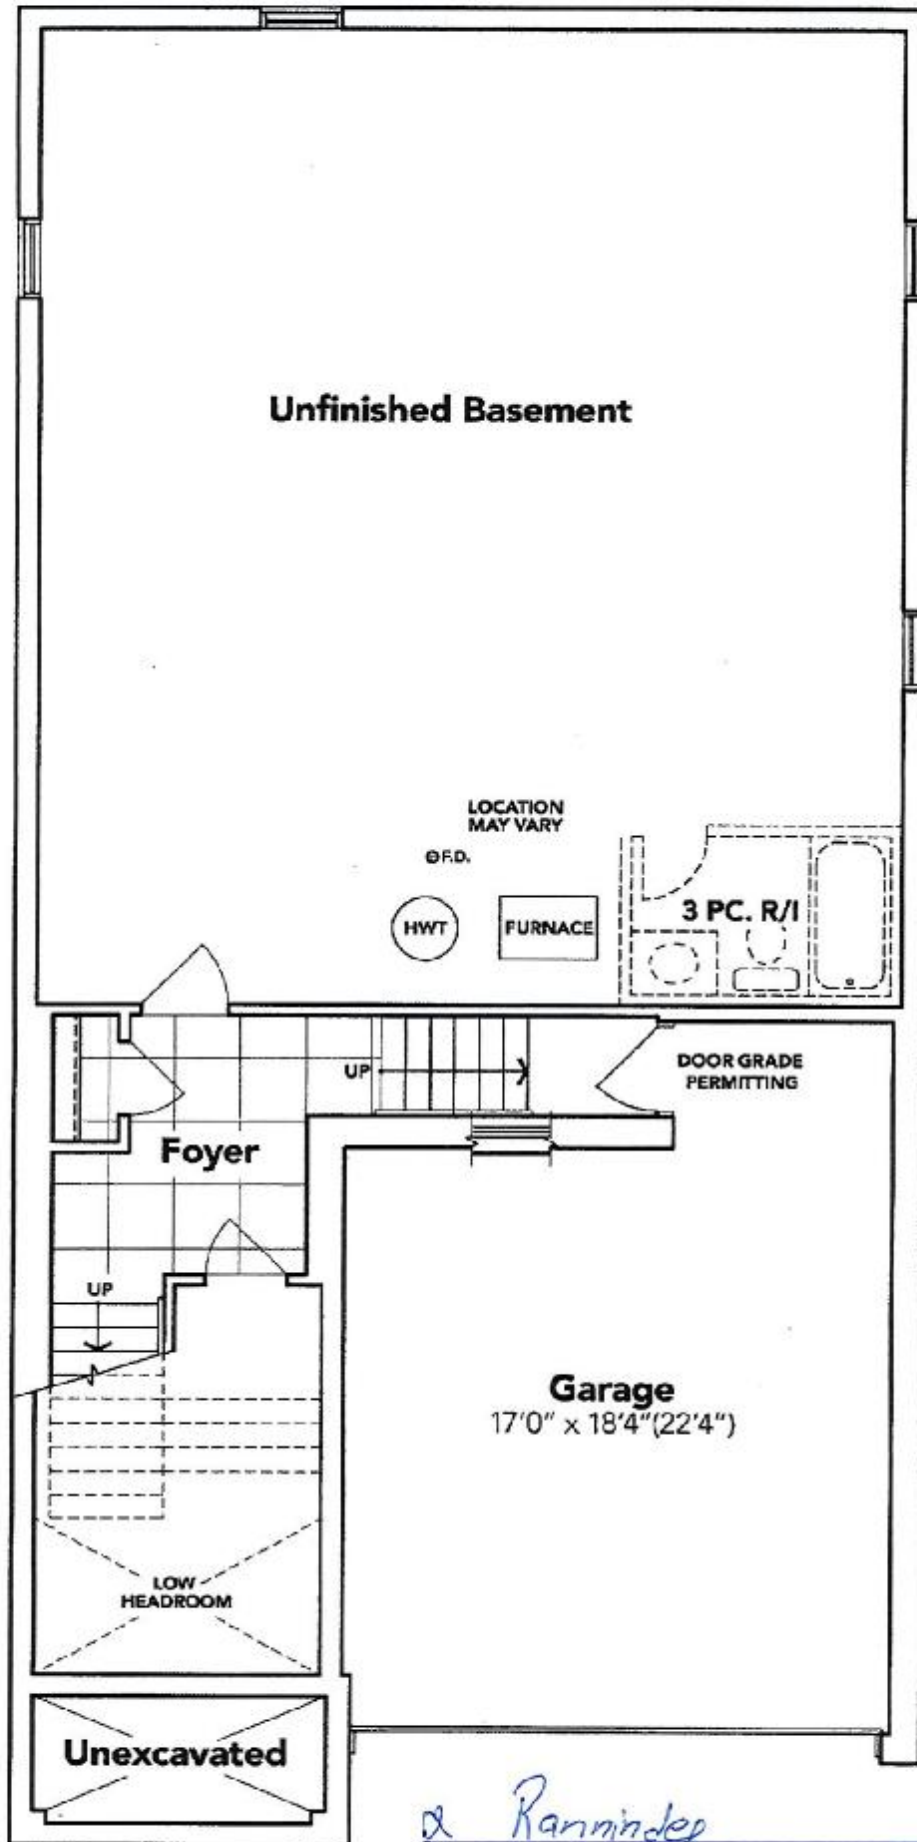 Unfinished Basement
LOCATION
MAY VARY
F.D.
HWT
FURNACE
3 PC. R/I
UP
DOOR GRADE
PERMITTING
Foyer
UP
Garage
17'0" x 18'4"(22'4")
LOW
HEADROOM
Unexcavated